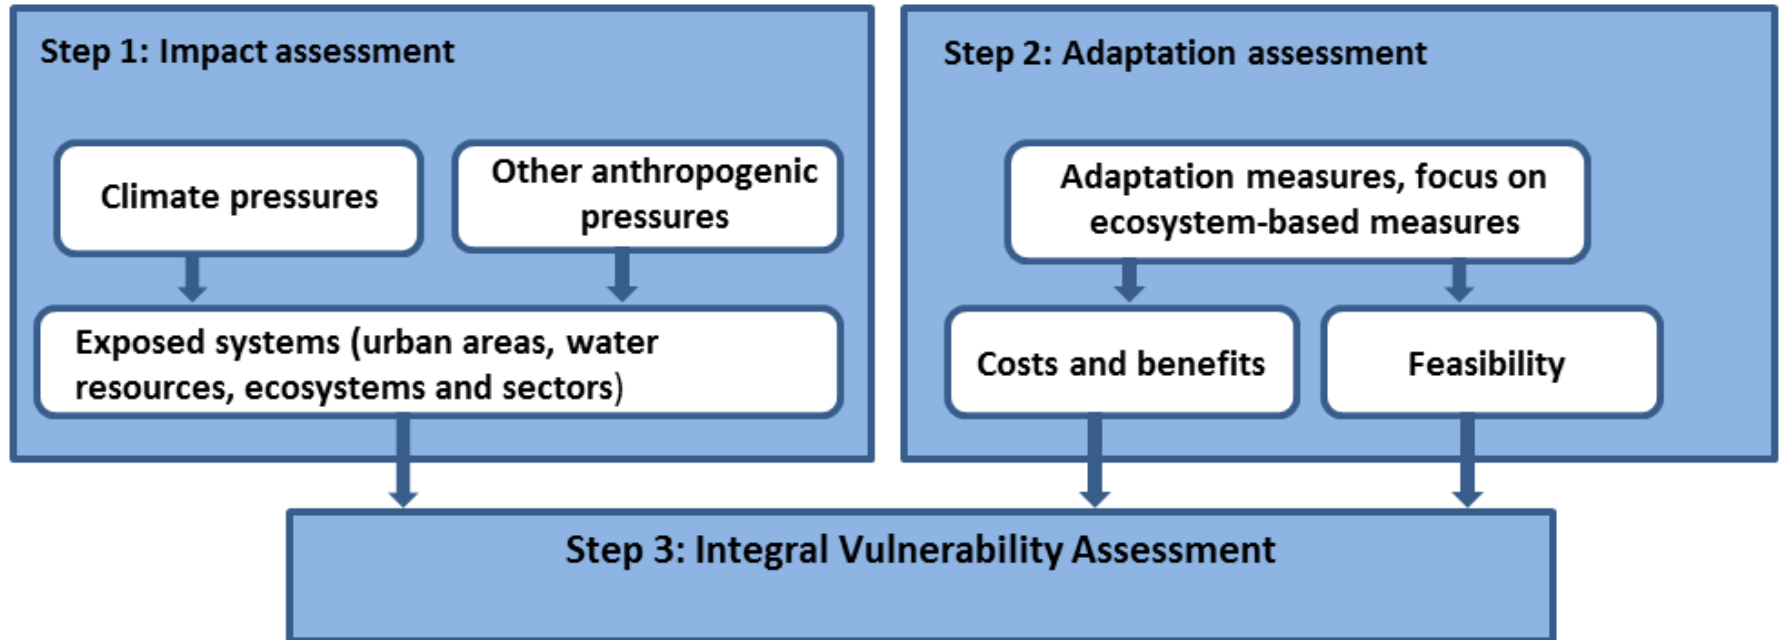 Step 1: Impact assessment
Climate pressures
Other anthropogenic
pressures
Exposed systems (urban areas, water
resources, ecosystems and sectors)
Step 2: Adaptation assessment
Adaptation measures, focus on
ecosystem-based measures
Costs and benefits
Feasibility
Step 3: Integral Vulnerability Assessment